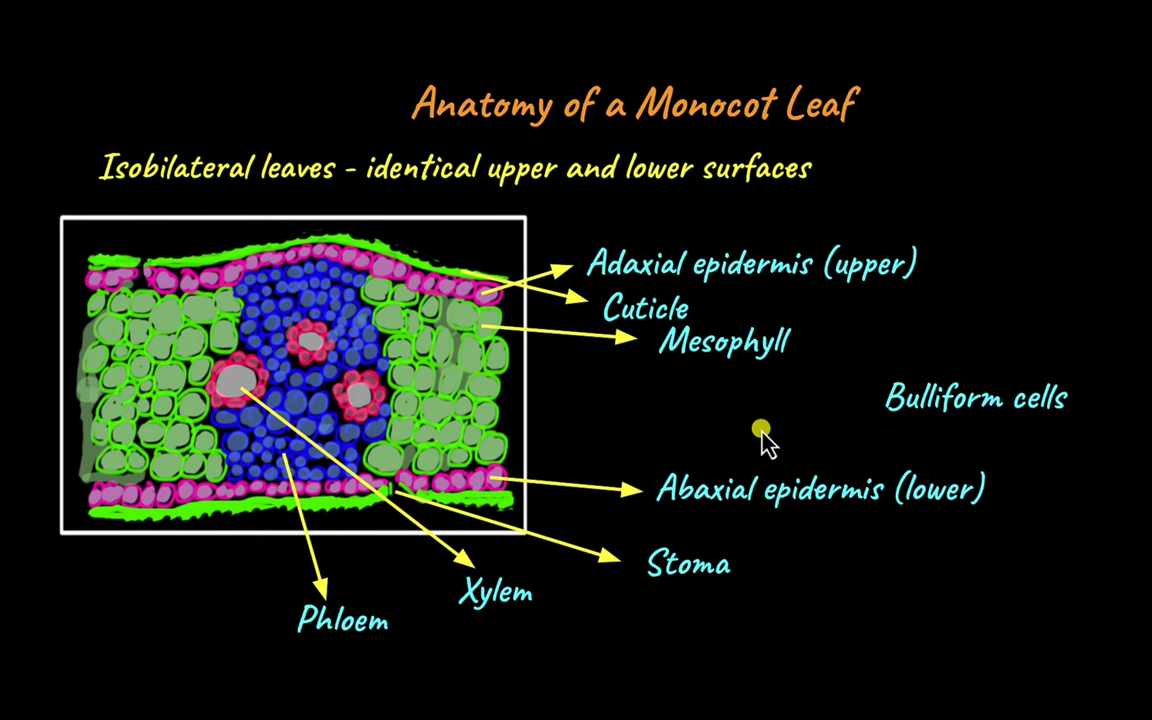 Anatomy of a Monocot Leaf
Isobilateral leaves - identical upper and lower surfaces
Adaxial epidermis (upper)
Cuticle
Mesophyll
Bulliform cells
Abaxial epidermis (lower)
Stoma
Xylem
Phloem